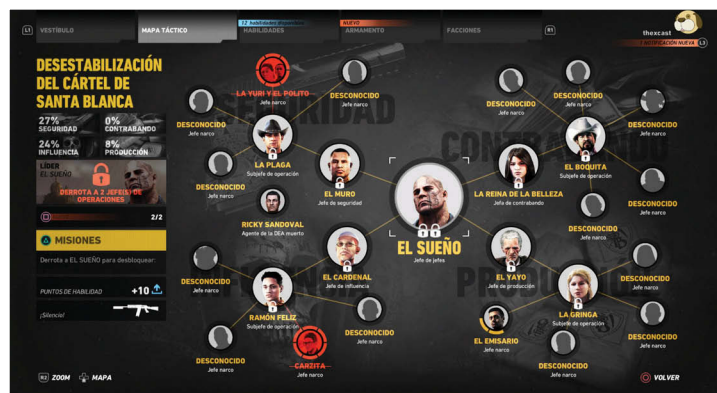 L1
VESTÍBULO
MAPA TÁCTICO
12 habilidades disponibles
HABILIDADES
NUEVO
ARMAMENTO
FACCIONES
R1
thexcast
1 NOTIFICACIÓN NUEVA
L3
DESESTABILIZACIÓN
DEL CÁRTEL DE
SANTA BLANCA
27%
SEGURIDAD
0%
CONTRABANDO
24%
INFLUENCIA
8%
PRODUCCIÓN
LÍDER
EL SUEÑO
DERROTA A 2 JEFE(S) DE
OPERACIONES
2/2
MISIONES
Derrota a EL SUEÑO para desbloquear:
PUNTOS DE HABILIDAD
+10
¡Silencio!
SEGURIDAD
LA YURI Y EL POLITO
Jefe narco
DESCONOCIDO
Jefe narco
DESCONOCIDO
Jefe narco
LA PLAGA
Subjefe de operación
DESCONOCIDO
Jefe narco
EL MURO
Jefe de seguridad
RICKY SANDOVAL
Agente de la DEA muerto
CONTRABANDO
DESCONOCIDO
Jefe narco
DESCONOCIDO
Jefe narco
DESCONOCIDO
Jefe narco
EL BOQUITA
Subjefe de operación
DESCONOCIDO
Jefe narco
LA REINA DE LA BELLEZA
Jefa de contrabando
DESCONOCIDO
Jefe narco
EL SUEÑO
Jefe de jefes
DESCONOCIDO
Jefe narco
EL CARDENAL
Jefe de influencia
RAMÓN FELIZ
Subjefe de operación
DESCONOCIDO
Jefe narco
DESCONOCIDO
Jefe narco
CARZITA
Jefe narco
EL YAYO
Jefe de producción
DESCONOCIDO
Jefe narco
LA GRINGA
Subjefe de operación
EL EMISARIO
Jefe narco
DESCONOCIDO
Jefe narco
DESCONOCIDO
Jefe narco
R2 ZOOM
MAPA
VOLVER